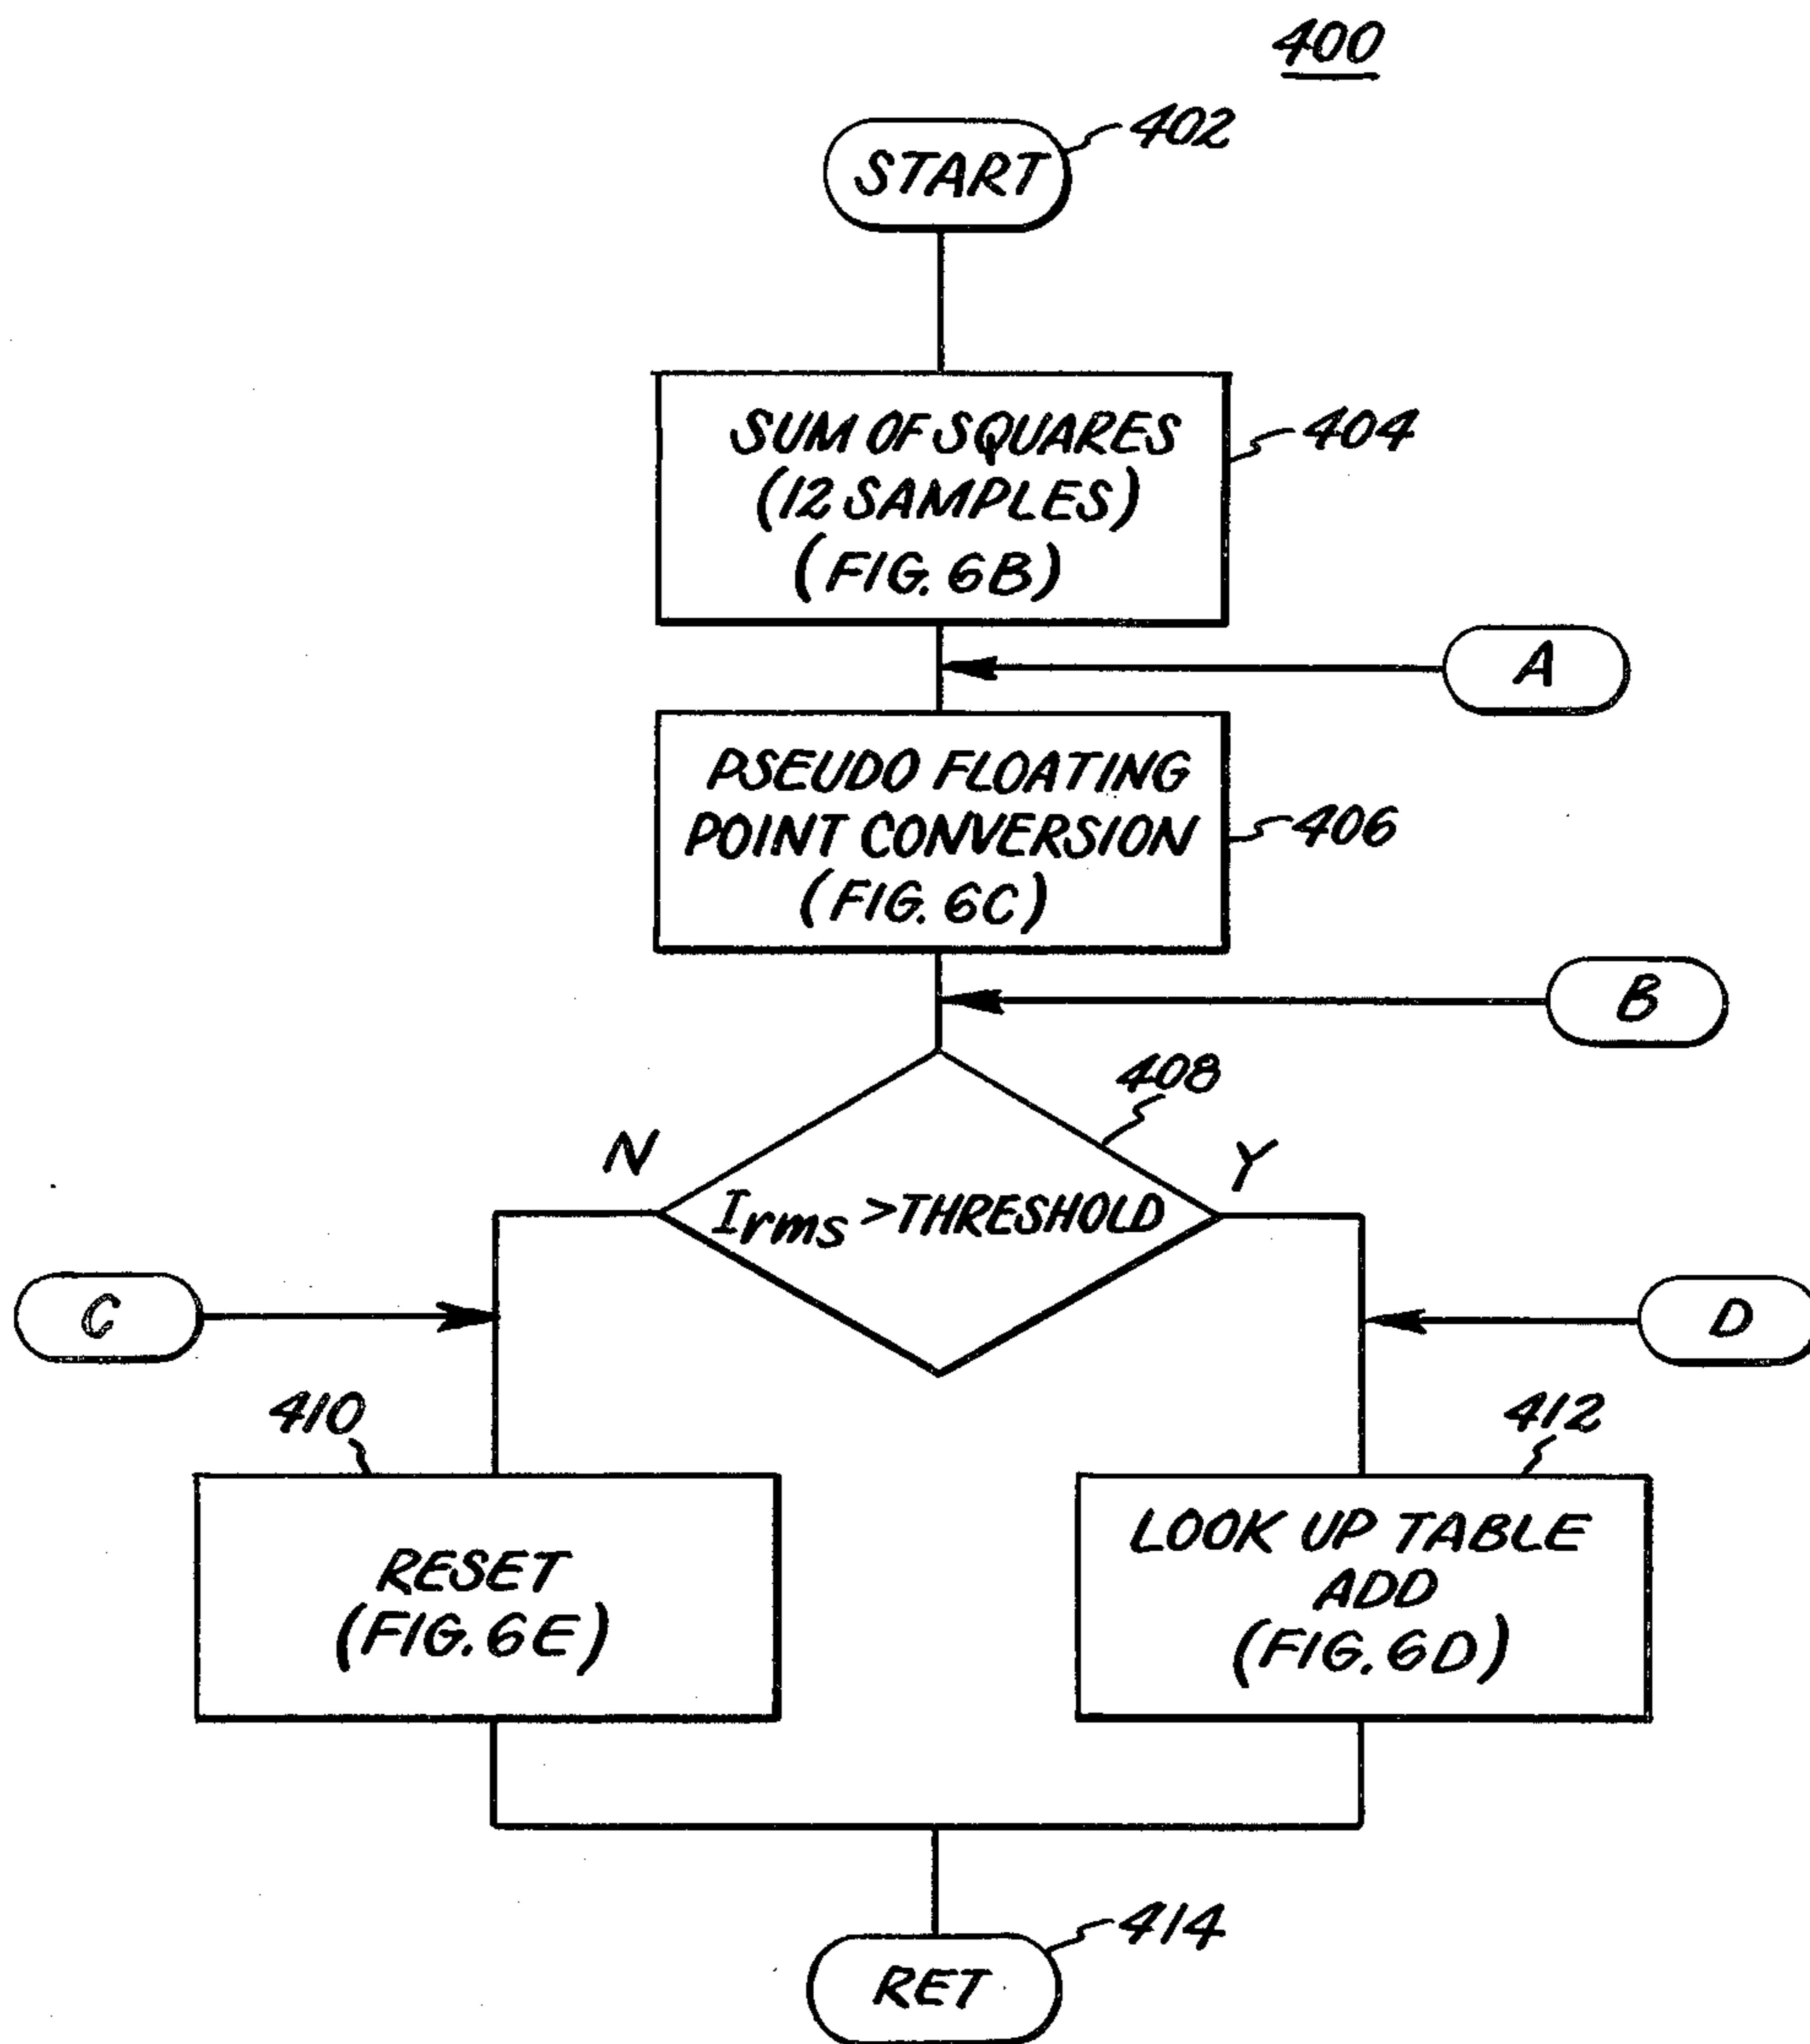 400
402
START
SUM OF SQUARES
(12 SAMPLES)
(FIG. 6B)
404
A
PSEUDO FLOATING
POINT CONVERSION
(FIG. 6C)
406
B
408
N
Y
Irms >THRESHOLD
C
D
410
412
RESET
(FIG. 6E)
LOOK UP TABLE
ADD
(FIG. 6D)
414
RET